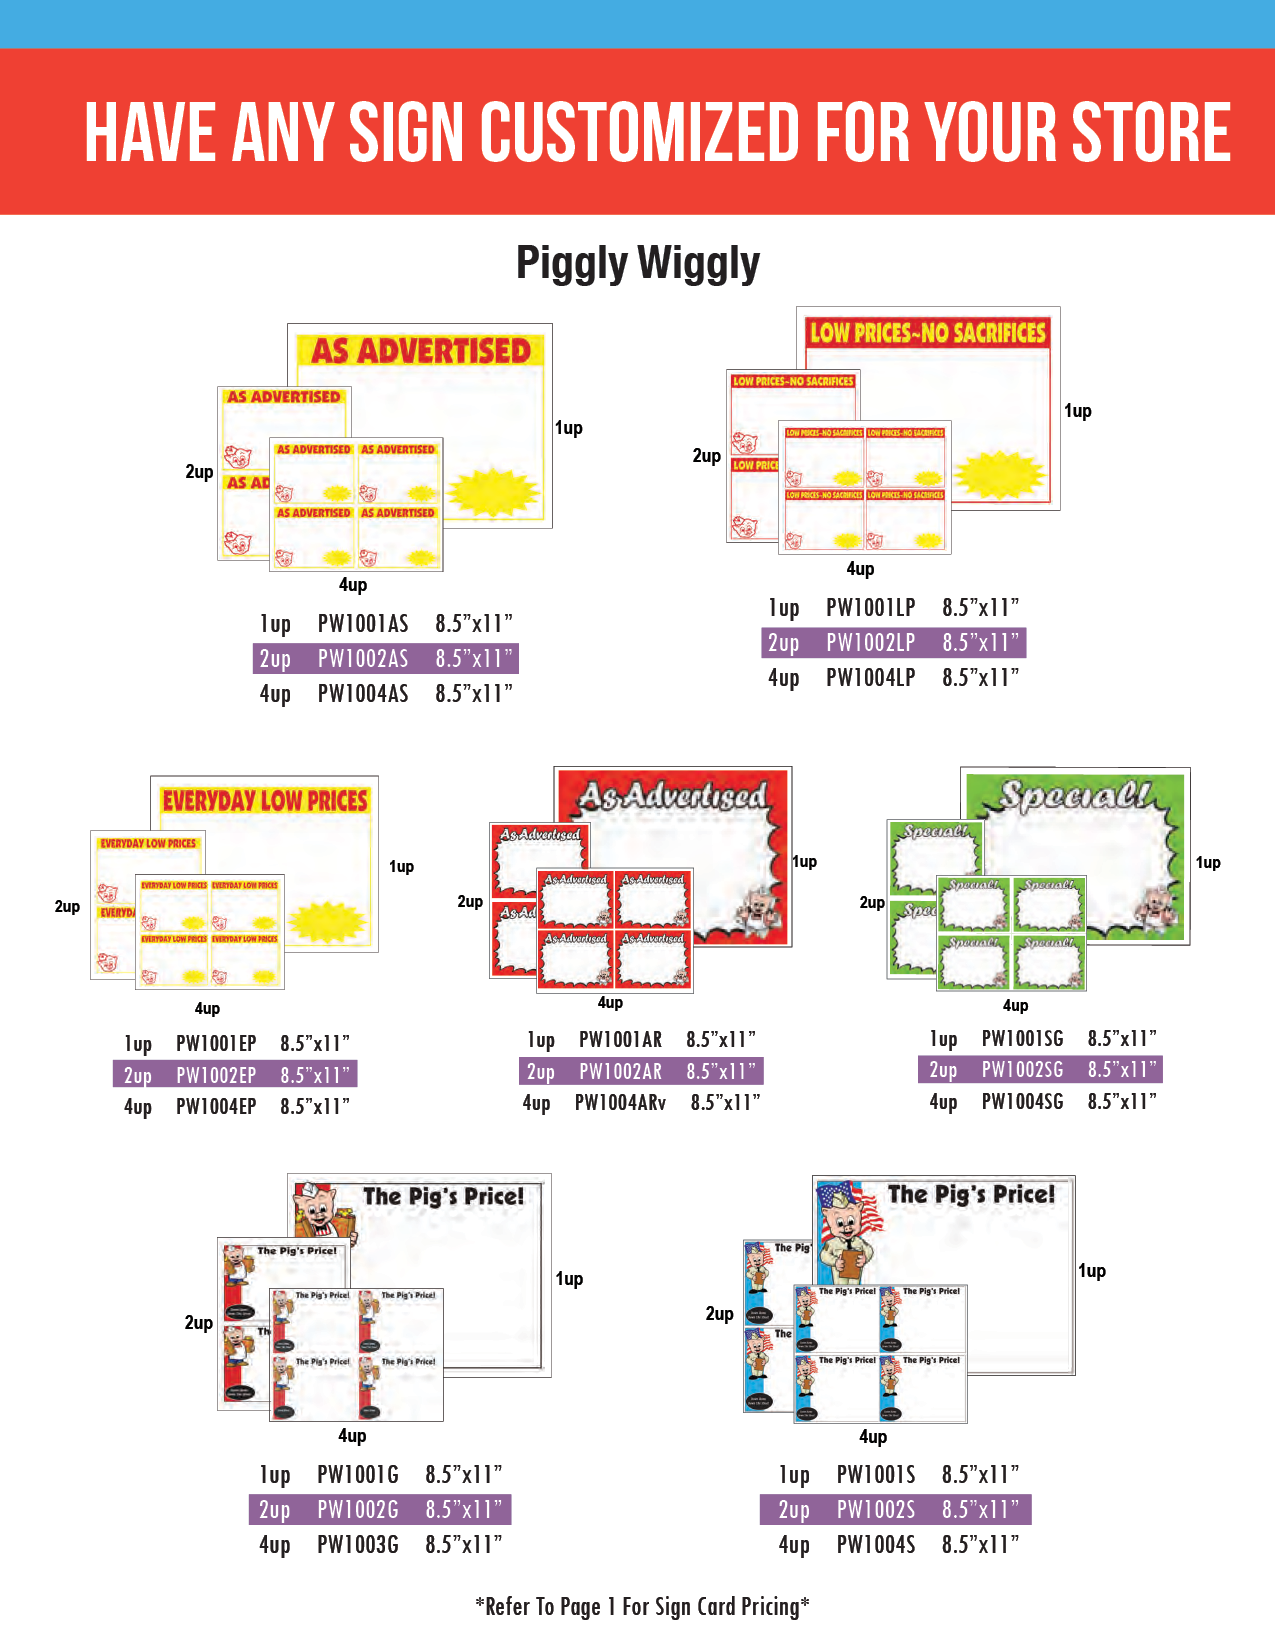 HAVE ANY SIGN CUSTOMIZED FOR YOUR STORE
Piggly Wiggly
AS ADVERTISED
AS ADVERTISED
AS AD
AS ADVERTISED AS ADVERTISED
AS ADVERTISED AS ADVERTISED
1up
2up
4up
1up PW1001AS 8.5”x11”
2up PW1002AS 8.5”x11”
4up PW1004AS 8.5”x11”
LOW PRICES~NO SACRIFICES
LOW PRICES~NO SACRIFICES
LOW PRICE
LOW PRICES~NO SACRIFICES LOW PRICES~NO SACRIFICES
LOW PRICES~NO SACRIFICES LOW PRICES~NO SACRIFICES
1up
2up
4up
1up PW1001LP 8.5”x11”
2up PW1002LP 8.5”x11”
4up PW1004LP 8.5”x11”
EVERYDAY LOW PRICES
EVERYDAY LOW PRICES
EVERYDA
EVERYDAY LOW PRICES EVERYDAY LOW PRICES
EVERYDAY LOW PRICES EVERYDAY LOW PRICES
1up
2up
4up
1up PW1001EP 8.5”x11”
2up PW1002EP 8.5”x11”
4up PW1004EP 8.5”x11”
As Advertised
As Advertised
As Ad
As Advertised As Advertised
As Advertised As Advertised
1up
2up
4up
1up PW1001AR 8.5”x11”
2up PW1002AR 8.5”x11”
4up PW1004ARv 8.5”x11”
Special!
Special!
Spec
Special! Special!
Special! Special!
1up
2up
4up
1up PW1001SG 8.5”x11”
2up PW1002SG 8.5”x11”
4up PW1004SG 8.5”x11”
The Pig's Price!
The Pig's Price!
Th
The Pig's Price! The Pig's Price!
The Pig's Price! The Pig's Price!
1up
2up
4up
1up PW1001G 8.5”x11”
2up PW1002G 8.5”x11”
4up PW1003G 8.5”x11”
The Pig's Price!
The Pig'
The
The Pig's Price! The Pig's Price!
The Pig's Price! The Pig's Price!
1up
2up
4up
1up PW1001S 8.5”x11”
2up PW1002S 8.5”x11”
4up PW1004S 8.5”x11”
*Refer To Page 1 For Sign Card Pricing*